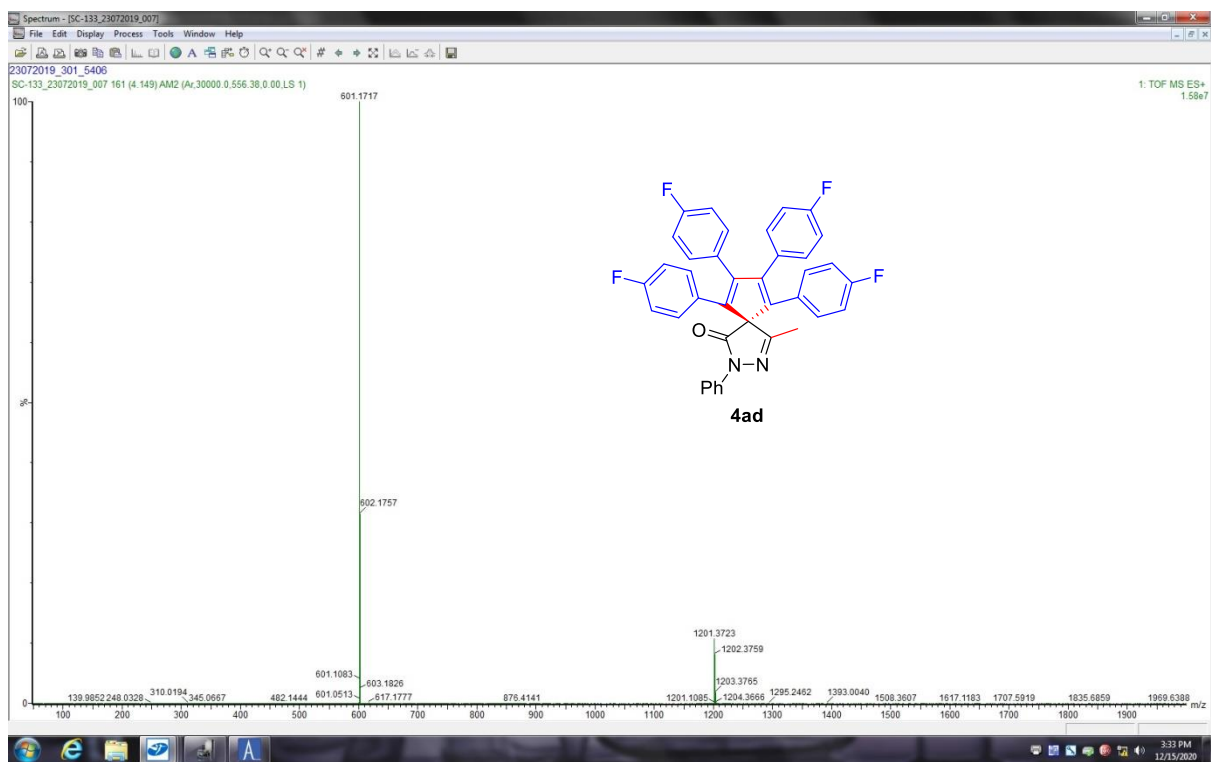 Spectrum - [SC-133_23072019_007]
File Edit Display Process Tools Window Help
23072019_301_5406
SC-133_23072019_007 161 (4.149) AM2 (Ar,30000.0,556.38,0.00,LS 1)
1: TOF MS ES+
1.58e7
100
601.1717
F
F
F
F
O
N
N
Ph
4ad
%
602.1757
1201.3723
1202.3759
601.1083
603.1826
1203.3765
139.9852
248.0328
310.0194
345.0667
482.1444
601.0513
617.1777
876.4141
1201.1085
1204.3666
1295.2462
1393.0040
1508.3607
1617.1183
1707.5919
1835.6859
1969.6388
0
m/z
100 200 300 400 500 600 700 800 900 1000 1100 1200 1300 1400 1500 1600 1700 1800 1900
3:33 PM
12/15/2020